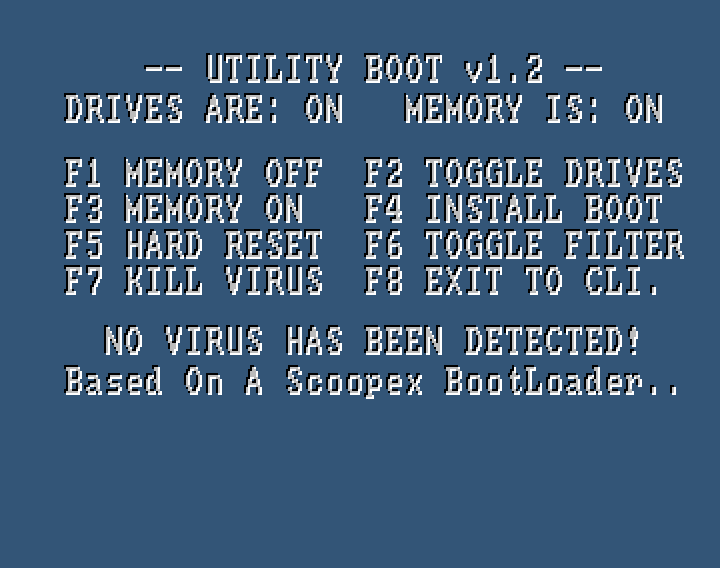 -- UTILITY BOOT v1.2 --
DRIVES ARE: ON   MEMORY IS: ON
F1 MEMORY OFF  F2 TOGGLE DRIVES
F3 MEMORY ON   F4 INSTALL BOOT
F5 HARD RESET  F6 TOGGLE FILTER
F7 KILL VIRUS  F8 EXIT TO CLI.
NO VIRUS HAS BEEN DETECTED!
Based On A Scoopex BootLoader..